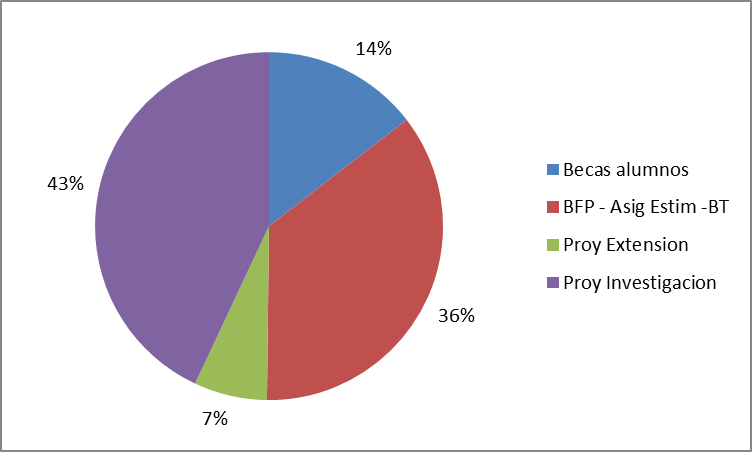 14%
43%
36%
7%
Becas alumnos
BFP - Asig Estim -BT
Proy Extension
Proy Investigacion